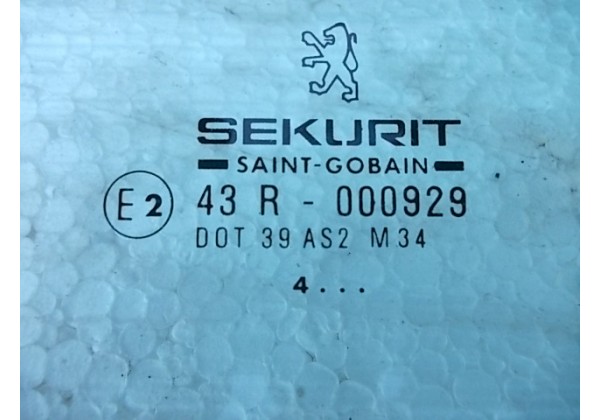 SEKURIT
SAINT-GOBAIN
E2 43 R - 000929
DOT 39 AS2 M34
4...